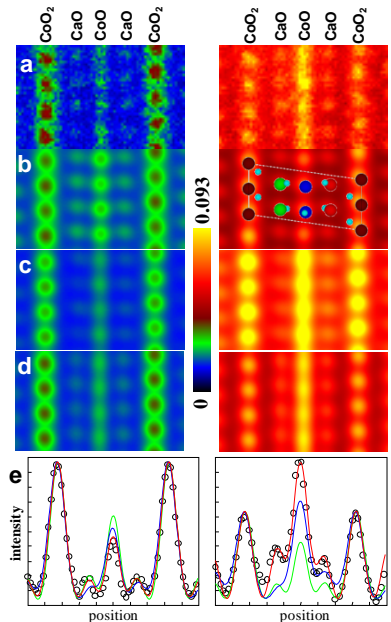 CoO₂ CaO CoO CaO CoO₂ CoO₂ CaO CoO CaO CoO₂
a
b
0.093
c
0
d
e
intensity
position position